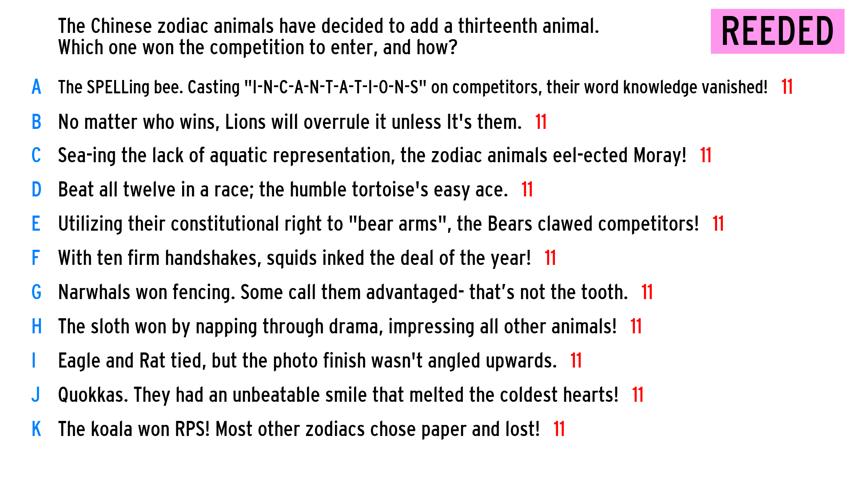 The Chinese zodiac animals have decided to add a thirteenth animal.
Which one won the competition to enter, and how?
REEDED
A The SPELLing bee. Casting "I-N-C-A-N-T-A-T-I-O-N-S" on competitors, their word knowledge vanished! 11
B No matter who wins, Lions will overrule it unless It's them. 11
C Sea-ing the lack of aquatic representation, the zodiac animals eel-ected Moray! 11
D Beat all twelve in a race; the humble tortoise's easy ace. 11
E Utilizing their constitutional right to "bear arms", the Bears clawed competitors! 11
F With ten firm handshakes, squids inked the deal of the year! 11
G Narwhals won fencing. Some call them advantaged- that's not the tooth. 11
H The sloth won by napping through drama, impressing all other animals! 11
I Eagle and Rat tied, but the photo finish wasn't angled upwards. 11
J Quokkas. They had an unbeatable smile that melted the coldest hearts! 11
K The koala won RPS! Most other zodiacs chose paper and lost! 11